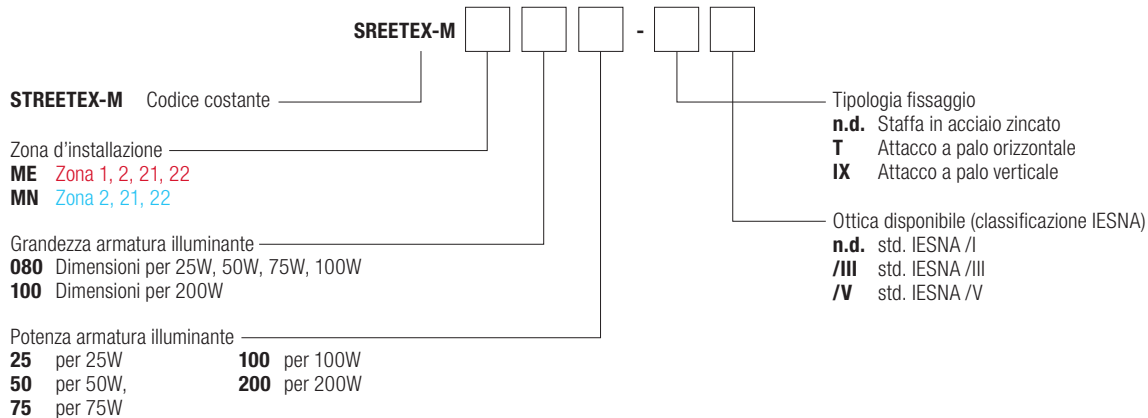 SREETEX-M -
STREETEX-M Codice costante
Zona d'installazione
ME Zona 1, 2, 21, 22
MN Zona 2, 21, 22
Grandezza armatura illuminante
080 Dimensioni per 25W, 50W, 75W, 100W
100 Dimensioni per 200W
Potenza armatura illuminante
25 per 25W 100 per 100W
50 per 50W, 200 per 200W
75 per 75W
Tipologia fissaggio
n.d. Staffa in acciaio zincato
T Attacco a palo orizzontale
IX Attacco a palo verticale
Ottica disponibile (classificazione IESNA)
n.d. std. IESNA /I
/III std. IESNA /III
/V std. IESNA /V